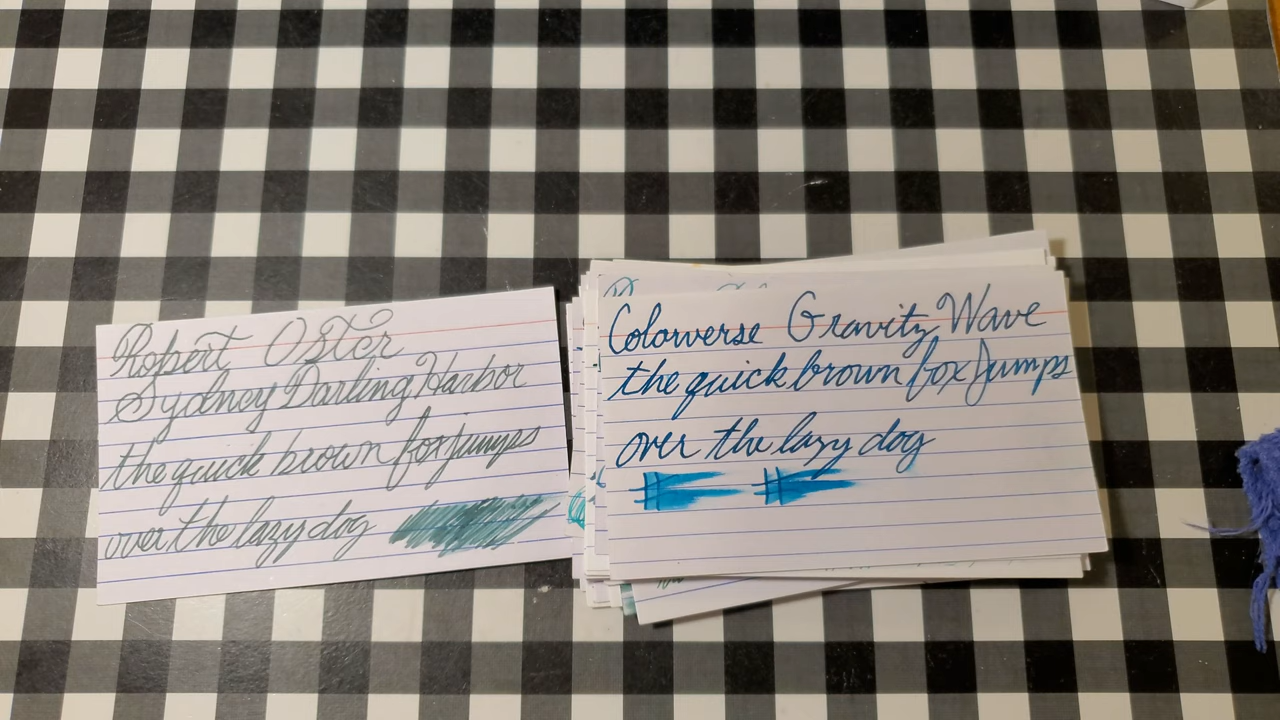 Robert Oster
Sydney Darling Harbor
the quick brown fox jumps
over the lazy dog
Colorverse Gravity Wave
the quick brown fox Jumps
over the lazy dog